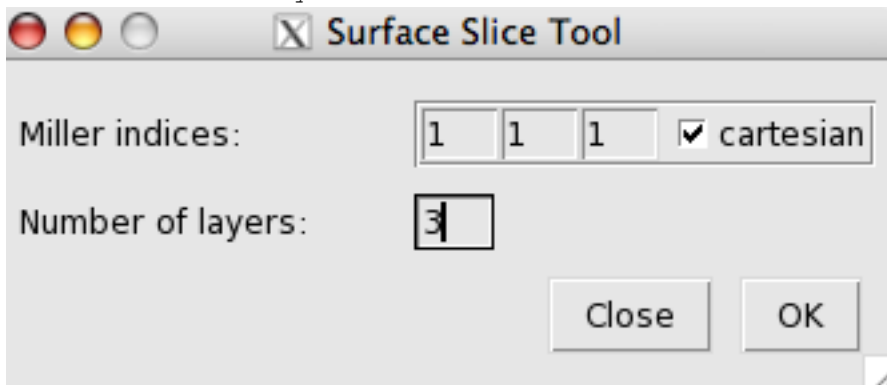 Surface Slice Tool
Miller indices: 1 1 1 cartesian
Number of layers: 3
Close OK